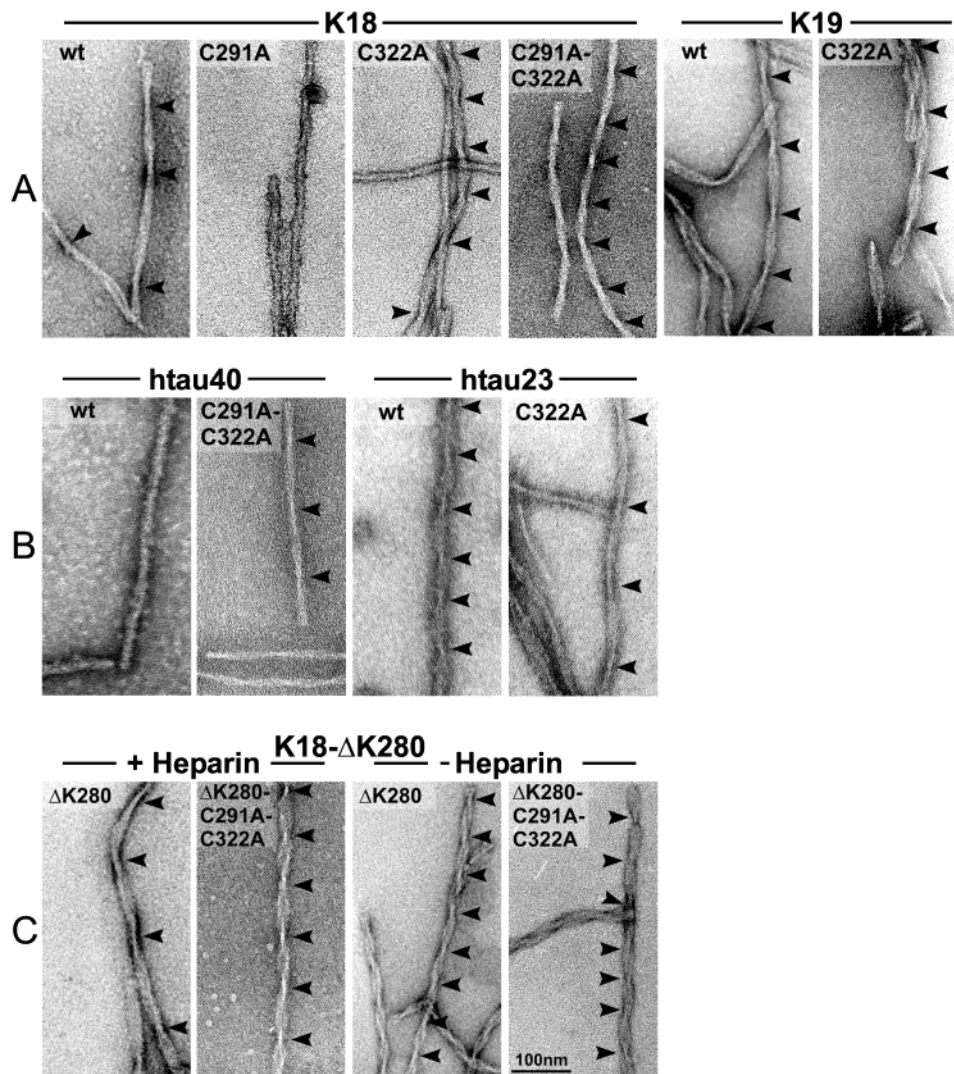 K18 K19
A
wt C291A C322A C291A- wt C322A
C322A
htau40 htau23
B
wt C291A- wt C322A
C322A
K18-ΔK280
+ Heparin - Heparin
C
ΔK280 ΔK280- ΔK280 ΔK280-
C291A- C291A-
C322A C322A
100nm